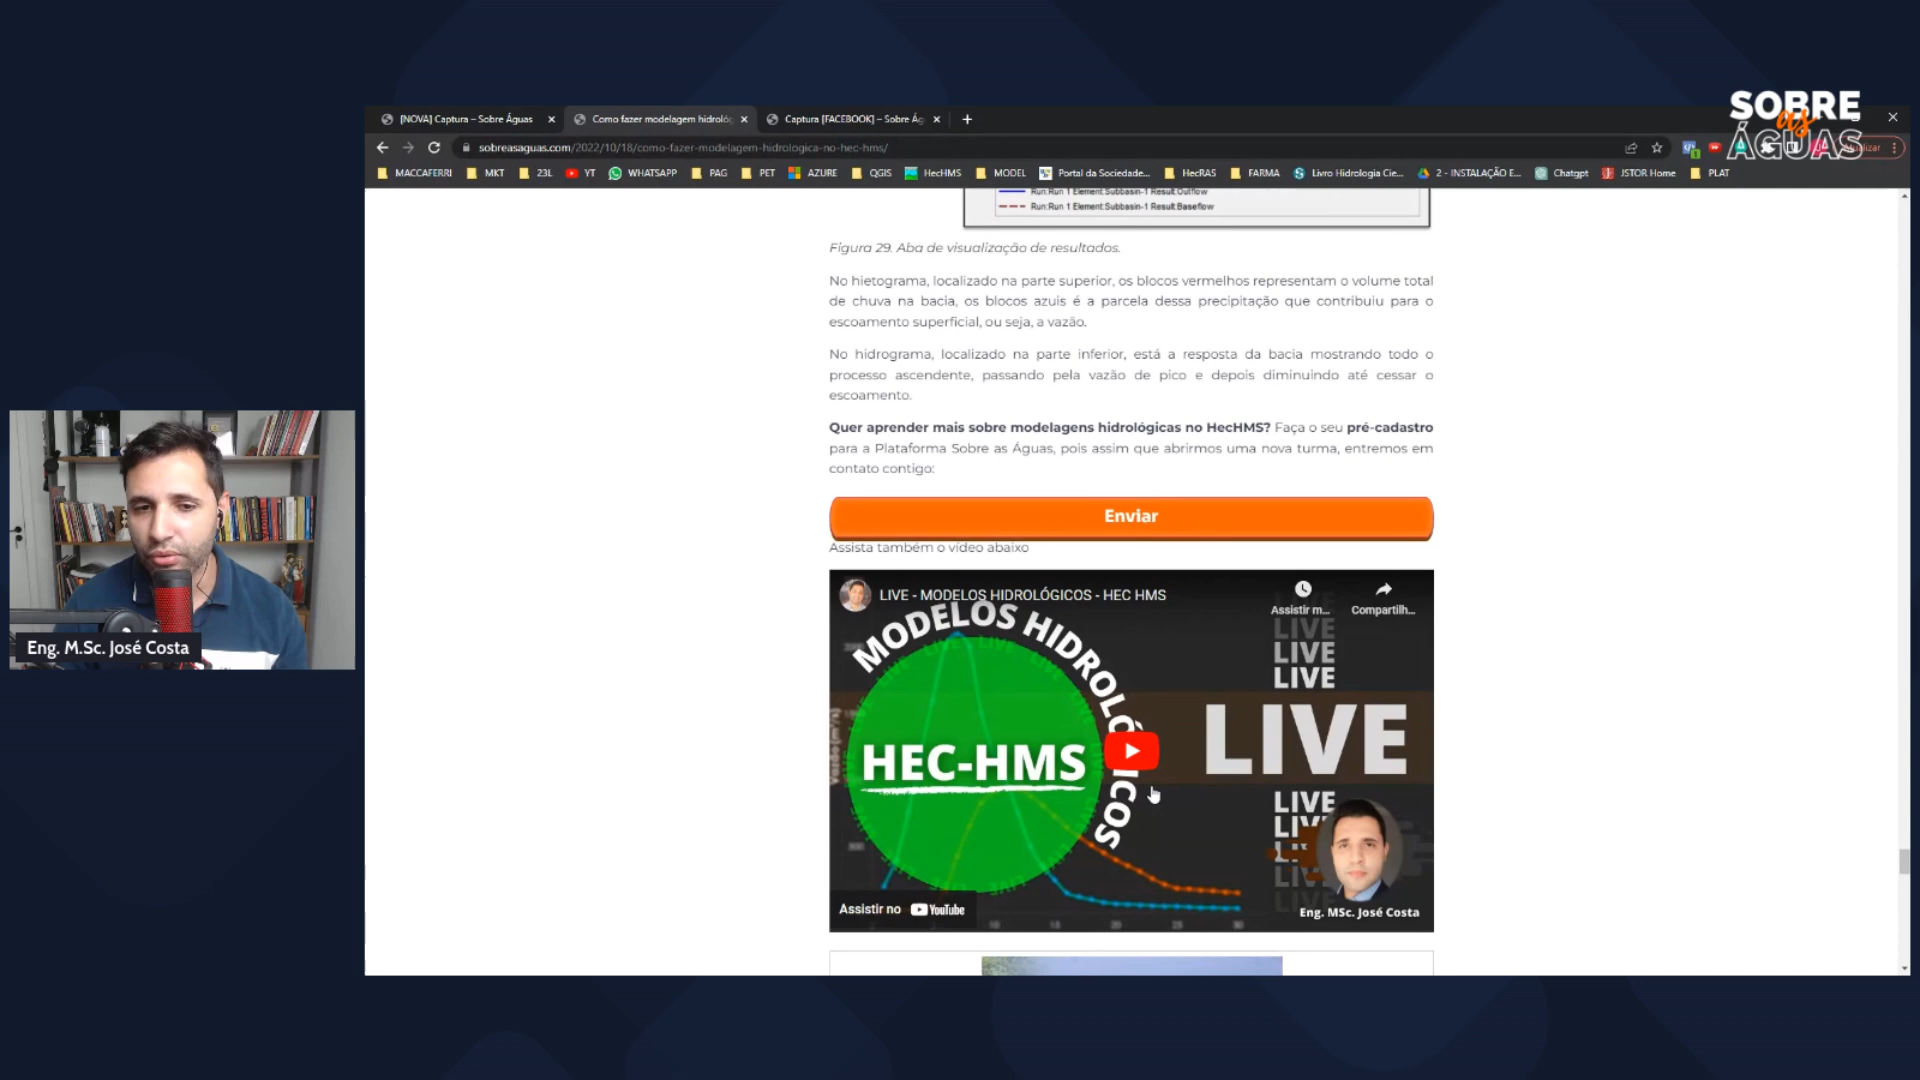 SOBRE
as
ÁGUAS
[NOVA] Captura – Sobre Águas
Como fazer modelagem hidroló
Captura [FACEBOOK] – Sobre Ág
sobreasaguas.com/2022/10/18/como-fazer-modelagem-hidrologica-no-hec-hms/
MACCAFERRI MKT 23L YT WHATSAPP PAG PET AZURE QGIS HecHMS MODEL Portal da Sociedade... HecRAS FARMA Livro Hidrologia Cie... 2 - INSTALAÇÃO E... Chatgpt JSTOR Home PLAT
Run:Run 1 Element:Subbasin-1 Result:Outflow
Run:Run 1 Element:Subbasin-1 Result:Baseflow
Figura 29. Aba de visualização de resultados.
No hietograma, localizado na parte superior, os blocos vermelhos representam o volume total
de chuva na bacia, os blocos azuis é a parcela dessa precipitação que contribuiu para o
escoamento superficial, ou seja, a vazão.
No hidrograma, localizado na parte inferior, está a resposta da bacia mostrando todo o
processo ascendente, passando pela vazão de pico e depois diminuindo até cessar o
escoamento.
Quer aprender mais sobre modelagens hidrológicas no HecHMS? Faça o seu pré-cadastro
para a Plataforma Sobre as Águas, pois assim que abrirmos uma nova turma, entremos em
contato contigo:
Enviar
Assista também o vídeo abaixo
LIVE - MODELOS HIDROLÓGICOS - HEC HMS
Assistir m...
Compartilh...
MODELOS HIDROLÓGICOS
HEC-HMS
LIVE
LIVE
LIVE
LIVE
LIVE
Assistir no YouTube
Eng. MSc. José Costa
Eng. M.Sc. José Costa